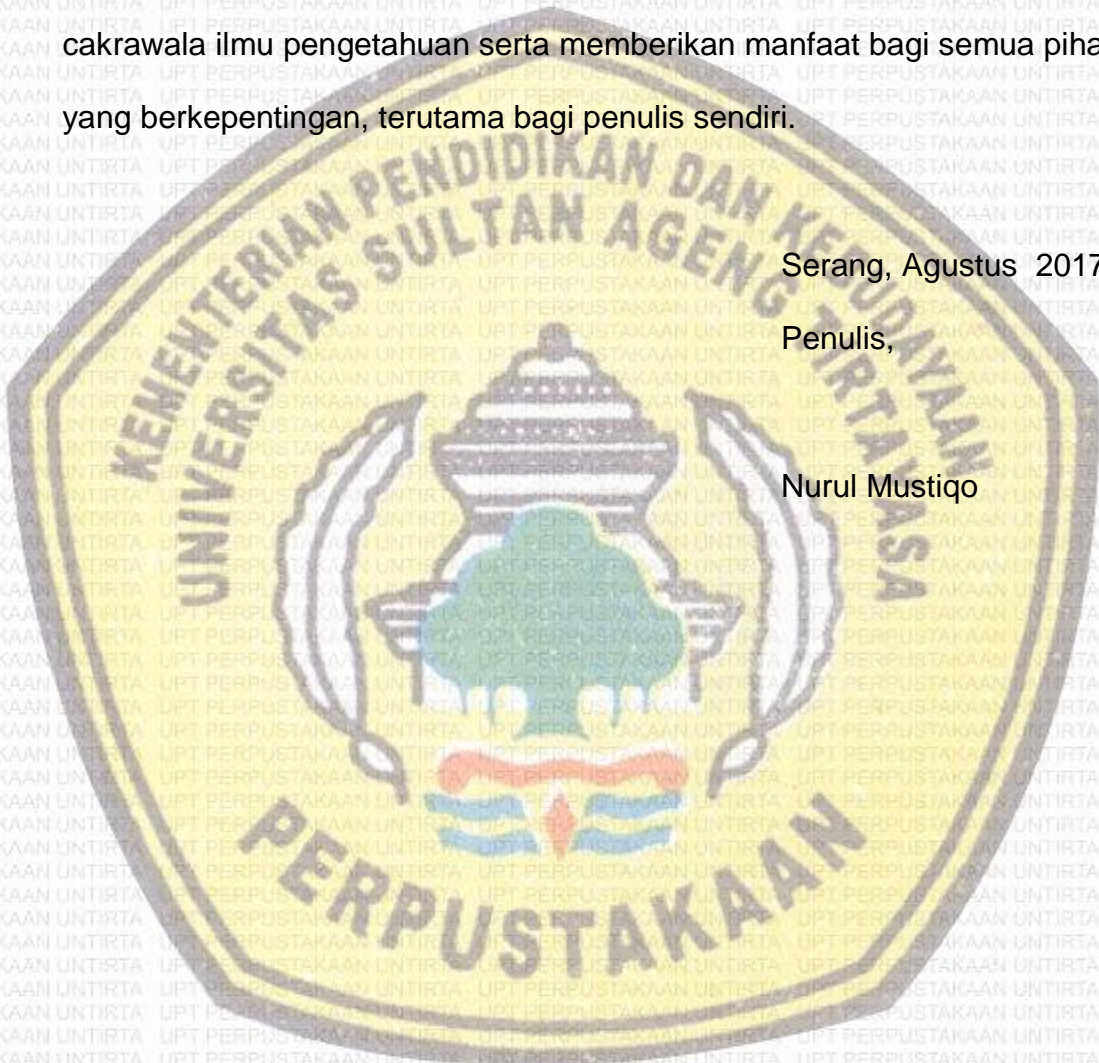 cakrawala ilmu pengetahuan serta memberikan manfaat bagi semua piha
yang berkepentingan, terutama bagi penulis sendiri.
KEMENTERIAN PENDIDIKAN DAN KEBUDAYAAN
UNIVERSITAS SULTAN AGENG TIRTAYASA
Serang, Agustus 2017
Penulis,
Nurul Mustiqo
PERPUSTAKAAN